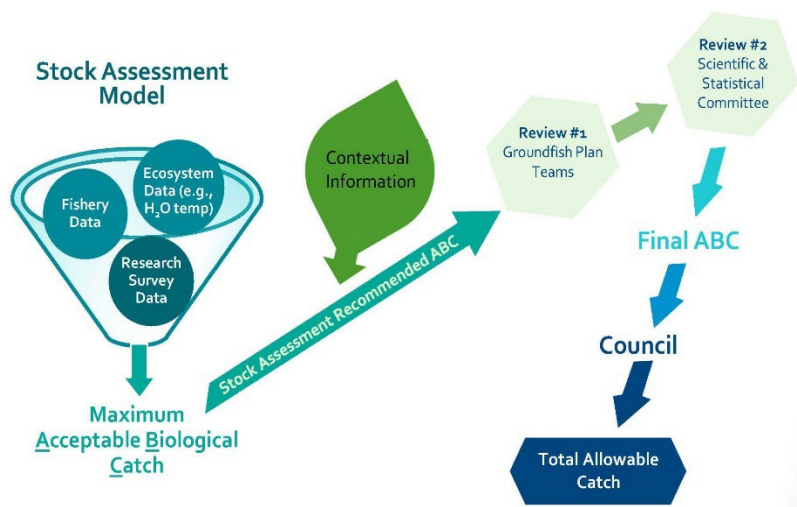 Stock Assessment
Model
Fishery
Data
Ecosystem
Data (e.g.,
H₂O temp)
Research
Survey
Data
Maximum
Acceptable Biological
Catch
Contextual
Information
Stock Assessment Recommended ABC
Review #1
Groundfish Plan
Teams
Review #2
Scientific &
Statistical
Committee
Final ABC
Council
Total Allowable
Catch